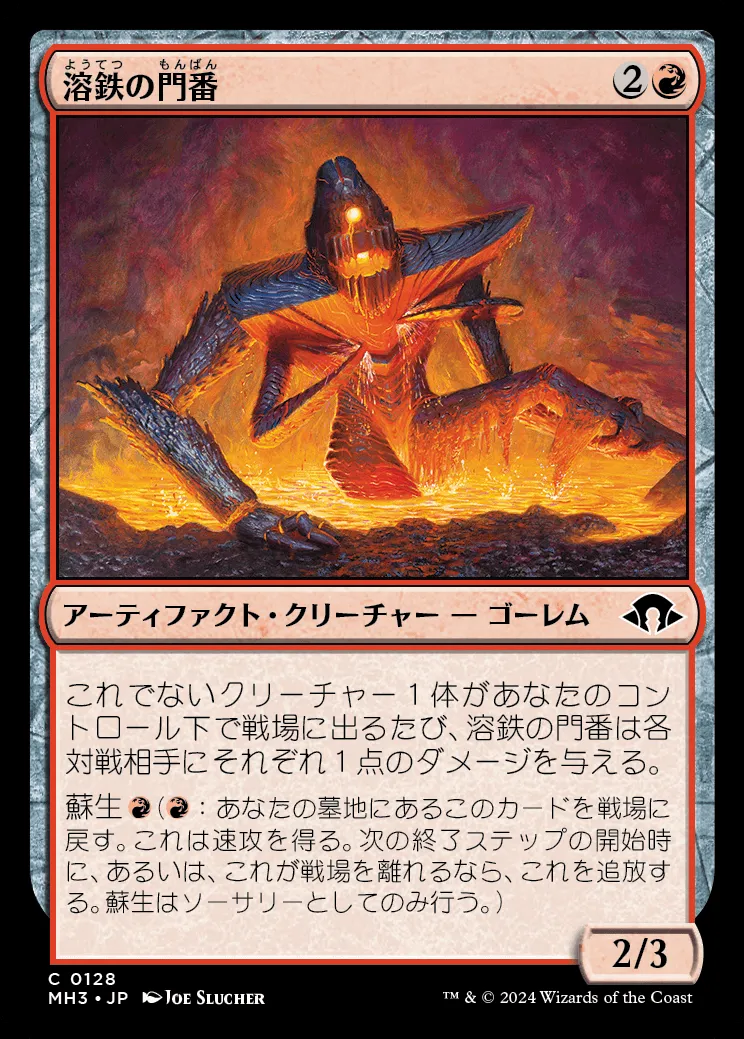 ようてつ もんばん
溶鉄の門番 2
アーティファクト・クリーチャー — ゴーレム
これでないクリーチャー１体があなたのコン
トロール下で戦場に出るたび、溶鉄の門番は各
対戦相手にそれぞれ１点のダメージを与える。
蘇生（：あなたの墓地にあるこのカードを戦場に
戻す。これは速攻を得る。次の終了ステップの開始時
に、あるいは、これが戦場を離れるなら、これを追放す
る。蘇生はソーサリーとしてのみ行う。）
2/3
C 0128
MH3 • JP Joe Slucher
™ & © 2024 Wizards of the Coast